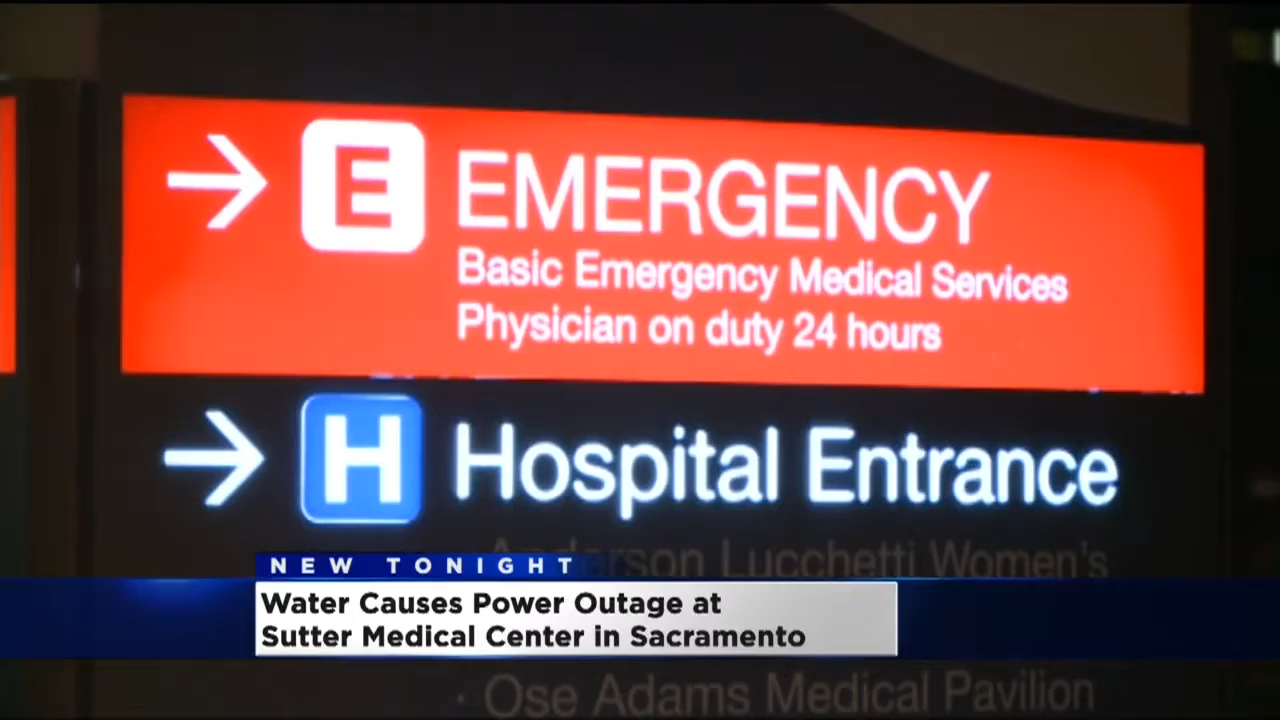 E EMERGENCY
Basic Emergency Medical Services
Physician on duty 24 hours
H Hospital Entrance
Anderson Lucchetti Women's
NEW TONIGHT
Water Causes Power Outage at
Sutter Medical Center in Sacramento
· Ose Adams Medical Pavilion